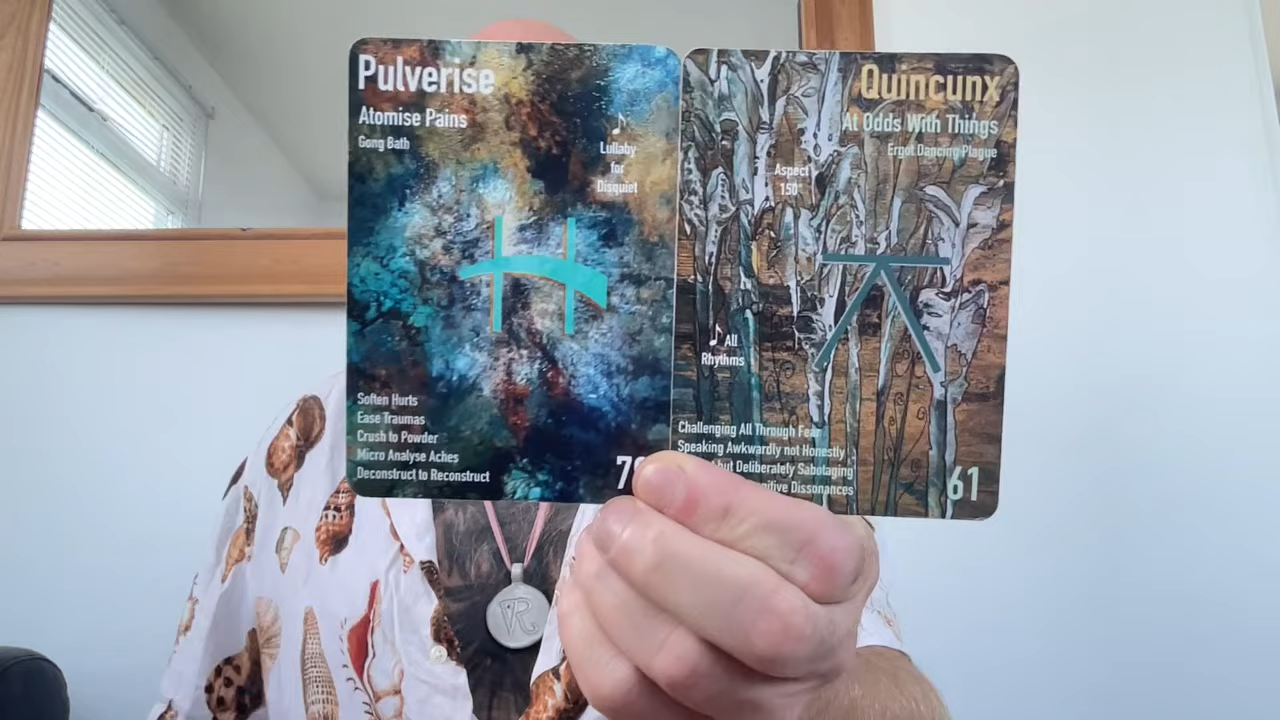 Pulverise
Atomise Pains
Gong Bath
♪
Lullaby
for
Disquiet
Soften Hurts
Ease Traumas
Crush to Powder
Micro Analyse Aches
Deconstruct to Reconstruct
Quincunx
At Odds With Things
Ergot Dancing Plague
Aspect
150°
♪ All
Rhythms
Challenging All Through Fear
Speaking Awkwardly not Honestly
but Deliberately Sabotaging
Dissonances
61
R